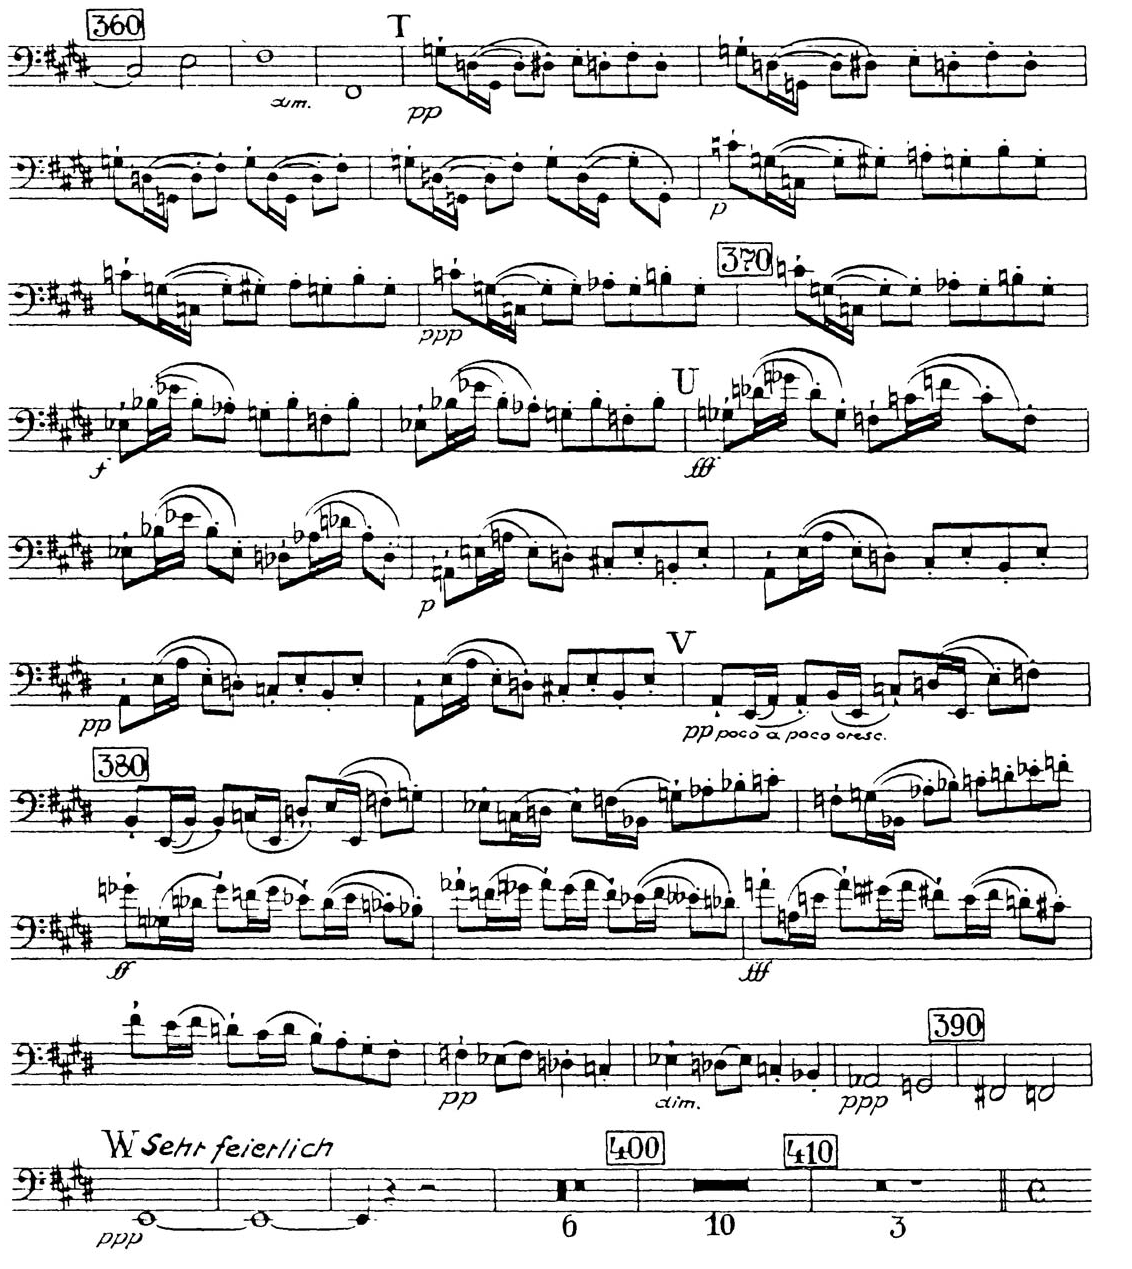 360 T
dim.
pp
p
370
ppp
U
f fff
p
V
pp pp poco a poco cresc.
380
ff fff
390
pp dim. ppp
W Sehr feierlich 400 410
ppp 6 10 3